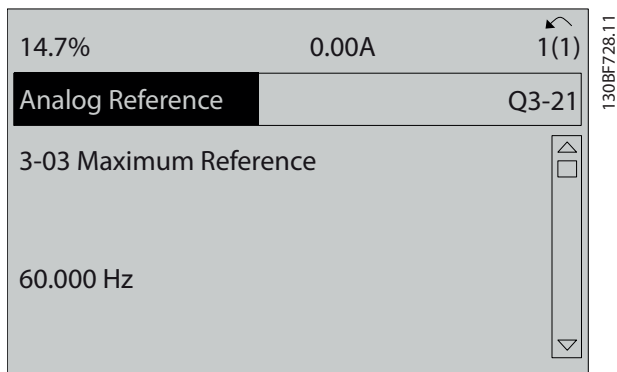 14.7% 0.00A 1(1)
Analog Reference Q3-21
3-03 Maximum Reference
60.000 Hz
130BF728.11